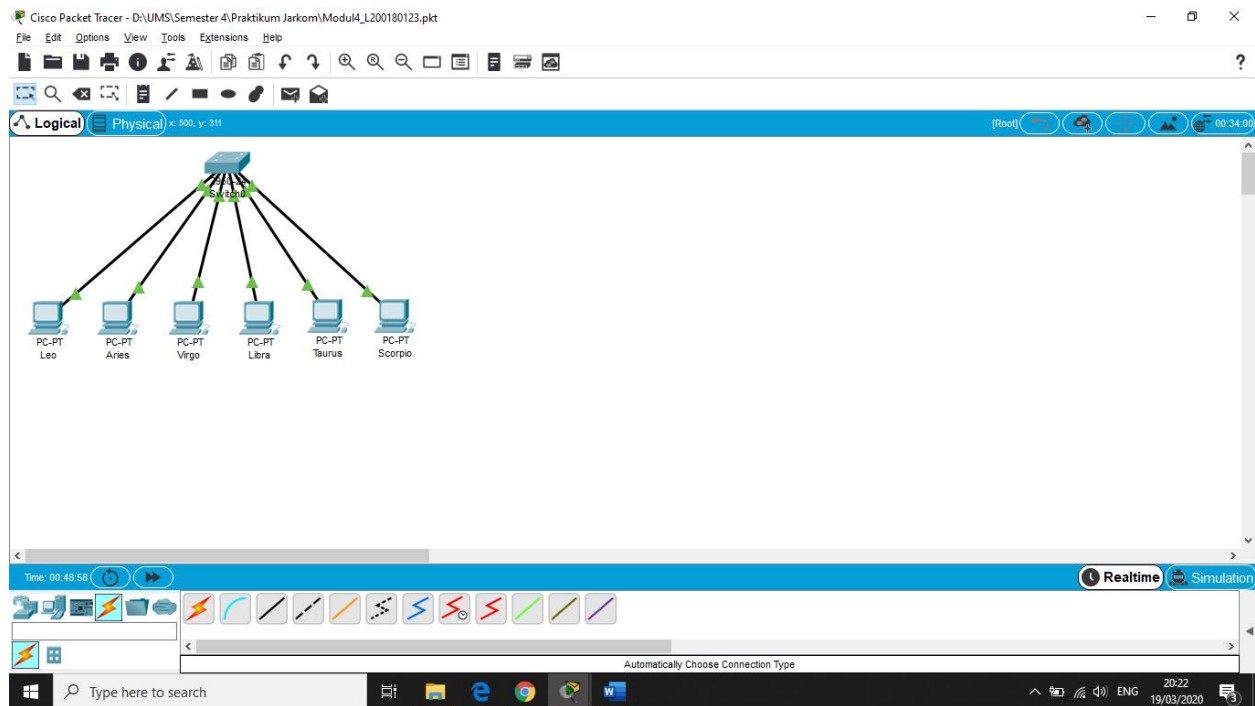 Cisco Packet Tracer - D:\UMS\Semester 4\Praktikum Jarkom\Modul4_L200180123.pkt
File Edit Options View Tools Extensions Help
?
Logical Physical x: 500, y: 311 [Root] 00:34:00
Switch0
PC-PT PC-PT PC-PT PC-PT PC-PT PC-PT
Leo Aries Virgo Libra Taurus Scorpio
Time: 00:48:58 Realtime Simulation
Automatically Choose Connection Type
Type here to search ENG 20:22
19/03/2020 3